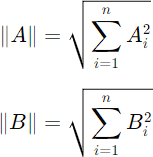 ‖A‖ = √(∑_{i=1}^{n} A_i^2)
‖B‖ = √(∑_{i=1}^{n} B_i^2)